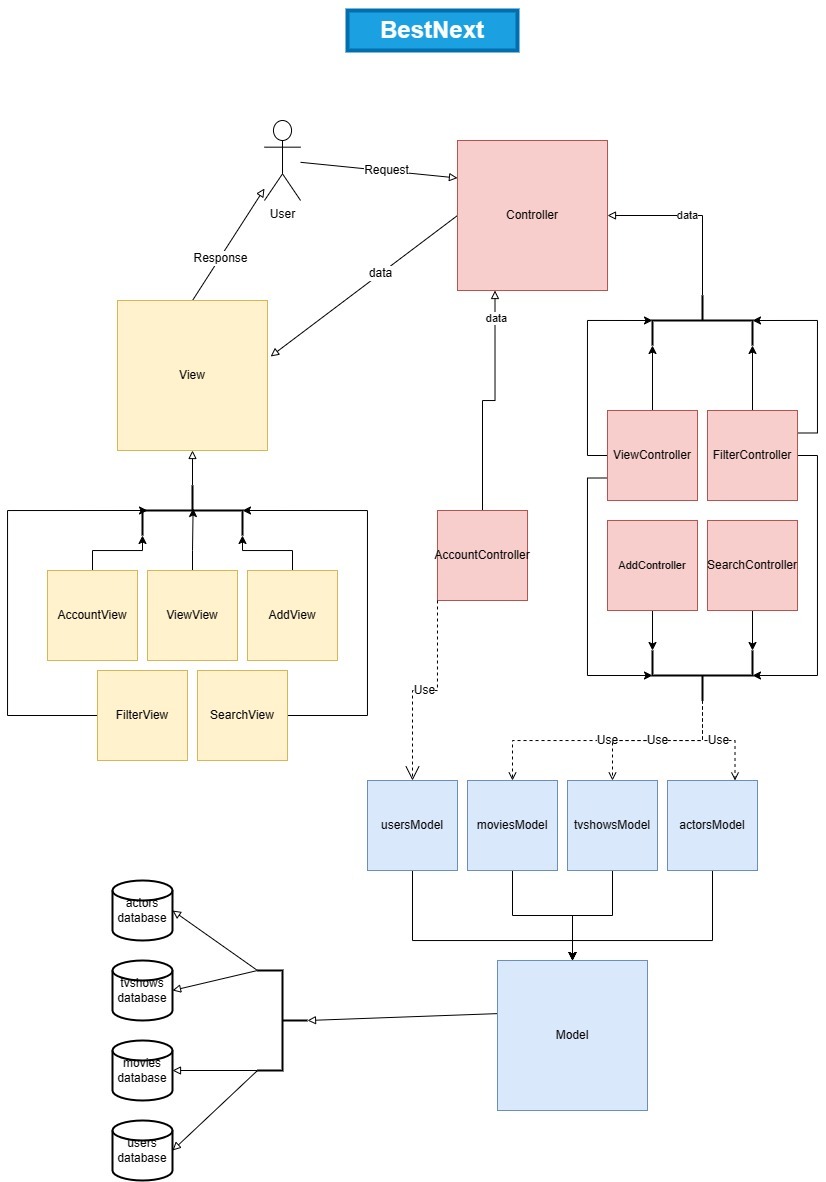 BestNext
Request
User
Controller
data
Response
data
data
View
ViewController
FilterController
AccountController
AddController
SearchController
AccountView
ViewView
AddView
FilterView
SearchView
Use
Use
Use
Use
usersModel
moviesModel
tvshowsModel
actorsModel
actors
database
tvshows
database
Model
movies
database
users
database